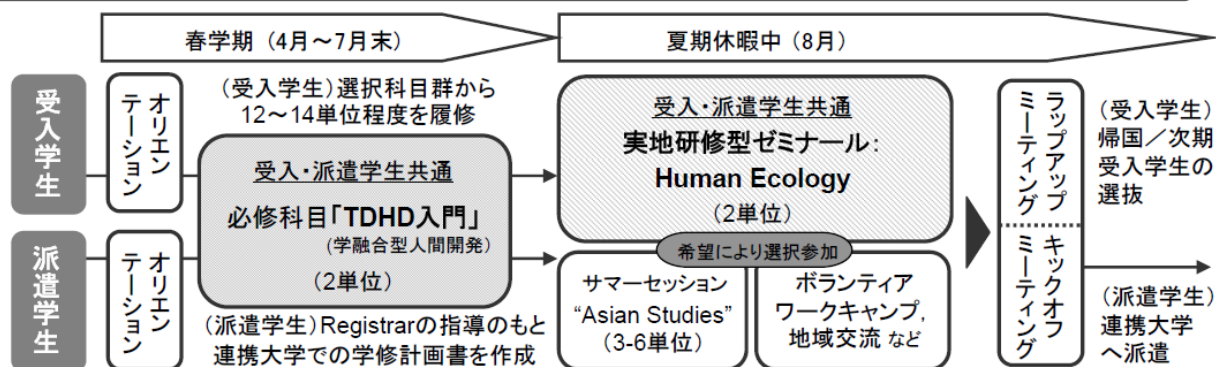 春学期（4月～7月末）
夏期休暇中（8月）
受入学生
オリエン
テーション
（受入学生）選択科目群から
12～14単位程度を履修
受入・派遣学生共通
必修科目「TDHD入門」
（学融合型人間開発）
（2単位）
受入・派遣学生共通
実地研修型ゼミナール：
Human Ecology
（2単位）
ラップアップ
ミーティング
（受入学生）
帰国／次期
受入学生の
選抜
派遣学生
オリエン
テーション
（派遣学生）Registrarの指導のもと
連携大学での学修計画書を作成
希望により選択参加
サマーセッション
“Asian Studies”
（3-6単位）
ボランティア
ワークキャンプ，
地域交流 など
キックオフ
ミーティング
（派遣学生）
連携大学
へ派遣